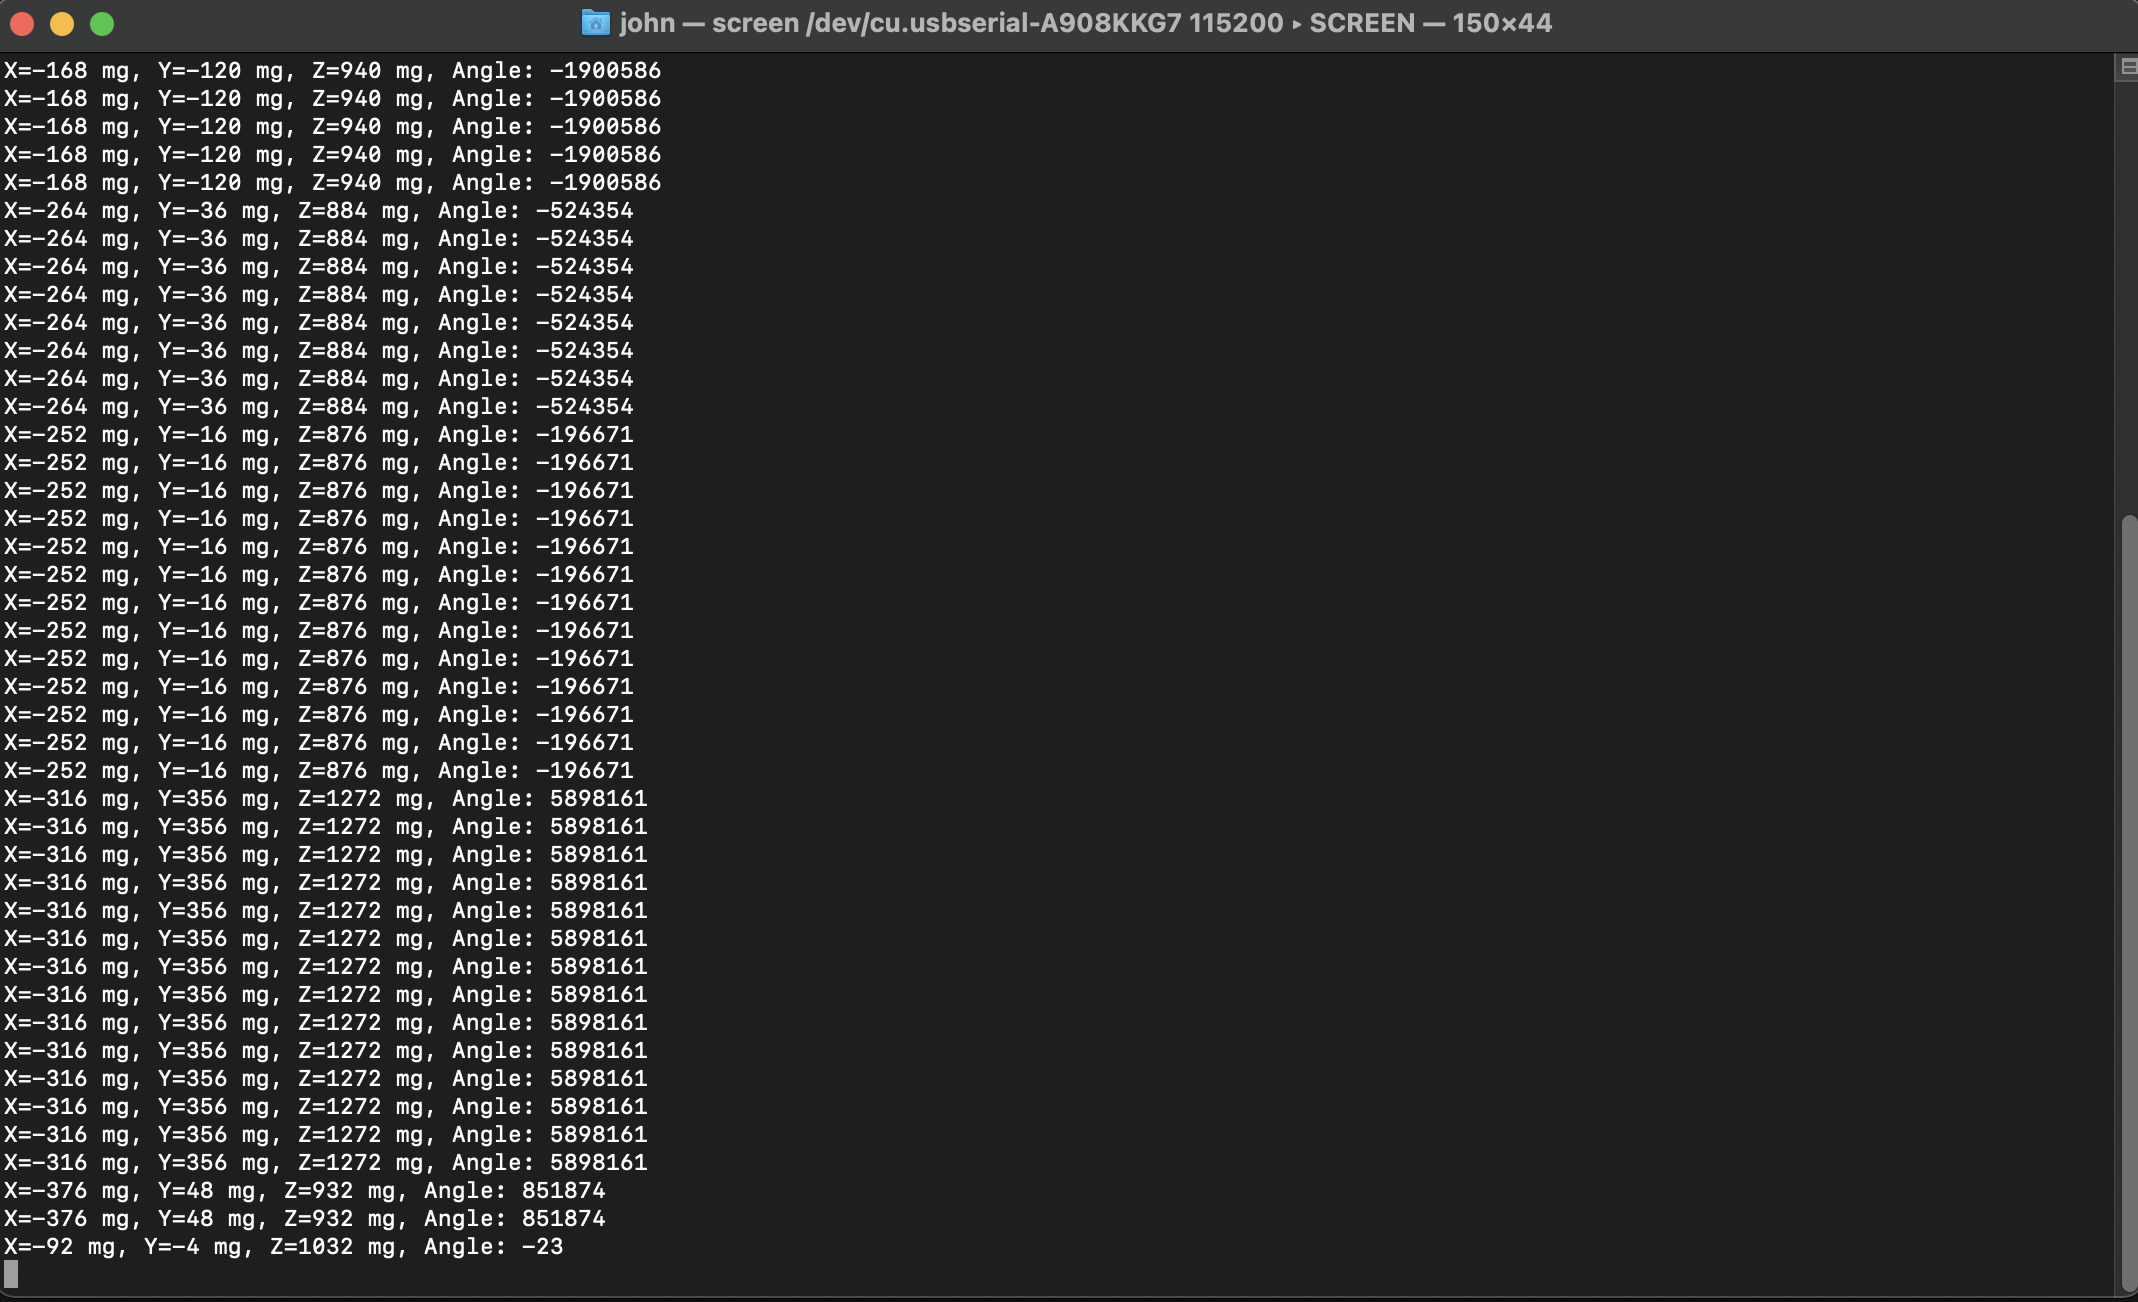 john — screen /dev/cu.usbserial-A908KKG7 115200 ▸ SCREEN — 150×44
X=-168 mg, Y=-120 mg, Z=940 mg, Angle: -1900586
X=-168 mg, Y=-120 mg, Z=940 mg, Angle: -1900586
X=-168 mg, Y=-120 mg, Z=940 mg, Angle: -1900586
X=-168 mg, Y=-120 mg, Z=940 mg, Angle: -1900586
X=-168 mg, Y=-120 mg, Z=940 mg, Angle: -1900586
X=-264 mg, Y=-36 mg, Z=884 mg, Angle: -524354
X=-264 mg, Y=-36 mg, Z=884 mg, Angle: -524354
X=-264 mg, Y=-36 mg, Z=884 mg, Angle: -524354
X=-264 mg, Y=-36 mg, Z=884 mg, Angle: -524354
X=-264 mg, Y=-36 mg, Z=884 mg, Angle: -524354
X=-264 mg, Y=-36 mg, Z=884 mg, Angle: -524354
X=-264 mg, Y=-36 mg, Z=884 mg, Angle: -524354
X=-264 mg, Y=-36 mg, Z=884 mg, Angle: -524354
X=-252 mg, Y=-16 mg, Z=876 mg, Angle: -196671
X=-252 mg, Y=-16 mg, Z=876 mg, Angle: -196671
X=-252 mg, Y=-16 mg, Z=876 mg, Angle: -196671
X=-252 mg, Y=-16 mg, Z=876 mg, Angle: -196671
X=-252 mg, Y=-16 mg, Z=876 mg, Angle: -196671
X=-252 mg, Y=-16 mg, Z=876 mg, Angle: -196671
X=-252 mg, Y=-16 mg, Z=876 mg, Angle: -196671
X=-252 mg, Y=-16 mg, Z=876 mg, Angle: -196671
X=-252 mg, Y=-16 mg, Z=876 mg, Angle: -196671
X=-252 mg, Y=-16 mg, Z=876 mg, Angle: -196671
X=-252 mg, Y=-16 mg, Z=876 mg, Angle: -196671
X=-252 mg, Y=-16 mg, Z=876 mg, Angle: -196671
X=-252 mg, Y=-16 mg, Z=876 mg, Angle: -196671
X=-316 mg, Y=356 mg, Z=1272 mg, Angle: 5898161
X=-316 mg, Y=356 mg, Z=1272 mg, Angle: 5898161
X=-316 mg, Y=356 mg, Z=1272 mg, Angle: 5898161
X=-316 mg, Y=356 mg, Z=1272 mg, Angle: 5898161
X=-316 mg, Y=356 mg, Z=1272 mg, Angle: 5898161
X=-316 mg, Y=356 mg, Z=1272 mg, Angle: 5898161
X=-316 mg, Y=356 mg, Z=1272 mg, Angle: 5898161
X=-316 mg, Y=356 mg, Z=1272 mg, Angle: 5898161
X=-316 mg, Y=356 mg, Z=1272 mg, Angle: 5898161
X=-316 mg, Y=356 mg, Z=1272 mg, Angle: 5898161
X=-316 mg, Y=356 mg, Z=1272 mg, Angle: 5898161
X=-316 mg, Y=356 mg, Z=1272 mg, Angle: 5898161
X=-316 mg, Y=356 mg, Z=1272 mg, Angle: 5898161
X=-316 mg, Y=356 mg, Z=1272 mg, Angle: 5898161
X=-376 mg, Y=48 mg, Z=932 mg, Angle: 851874
X=-376 mg, Y=48 mg, Z=932 mg, Angle: 851874
X=-92 mg, Y=-4 mg, Z=1032 mg, Angle: -23